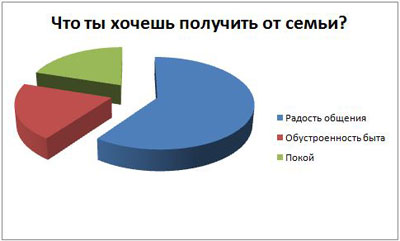 Что ты хочешь получить от семьи?
Радость общения
Обустроенность быта
Покой